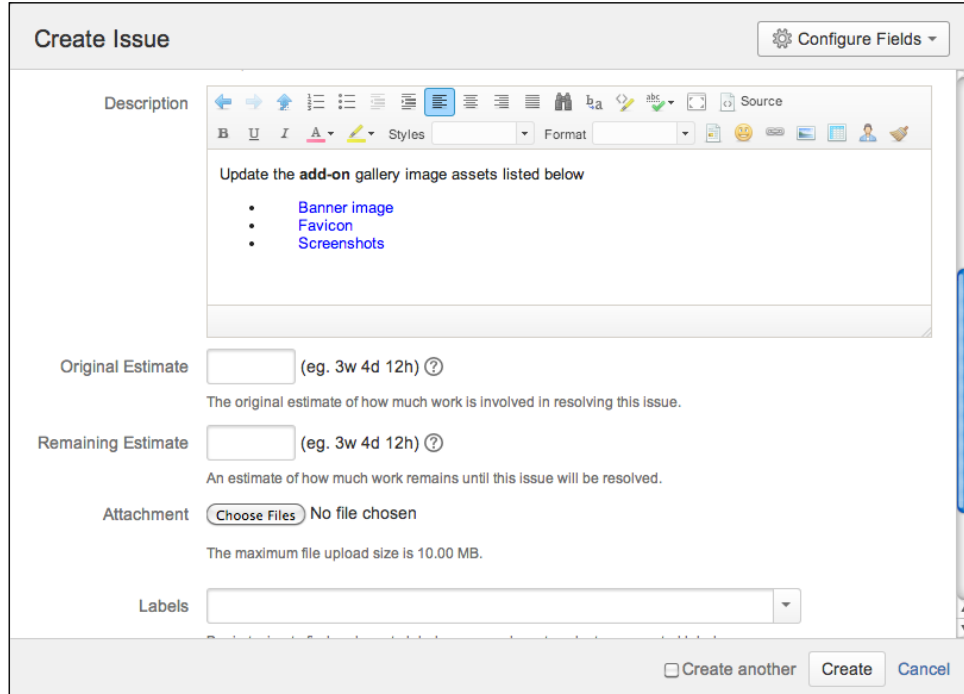 Create Issue
Configure Fields
Description
Source
B U I A Styles Format
Update the add-on gallery image assets listed below
• Banner image
• Favicon
• Screenshots
Original Estimate (eg. 3w 4d 12h) ?
The original estimate of how much work is involved in resolving this issue.
Remaining Estimate (eg. 3w 4d 12h) ?
An estimate of how much work remains until this issue will be resolved.
Attachment Choose Files No file chosen
The maximum file upload size is 10.00 MB.
Labels
Create another Create Cancel